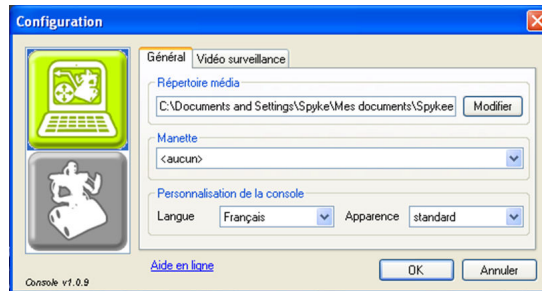 Configuration
Général
Vidéo surveillance
Répertoire média
C:\Documents and Settings\Spyke\Mes documents\Spykee
Modifier
Manette
<aucun>
Personnalisation de la console
Langue
Français
Apparence
standard
Aide en ligne
OK
Annuler
Console v1.0.9